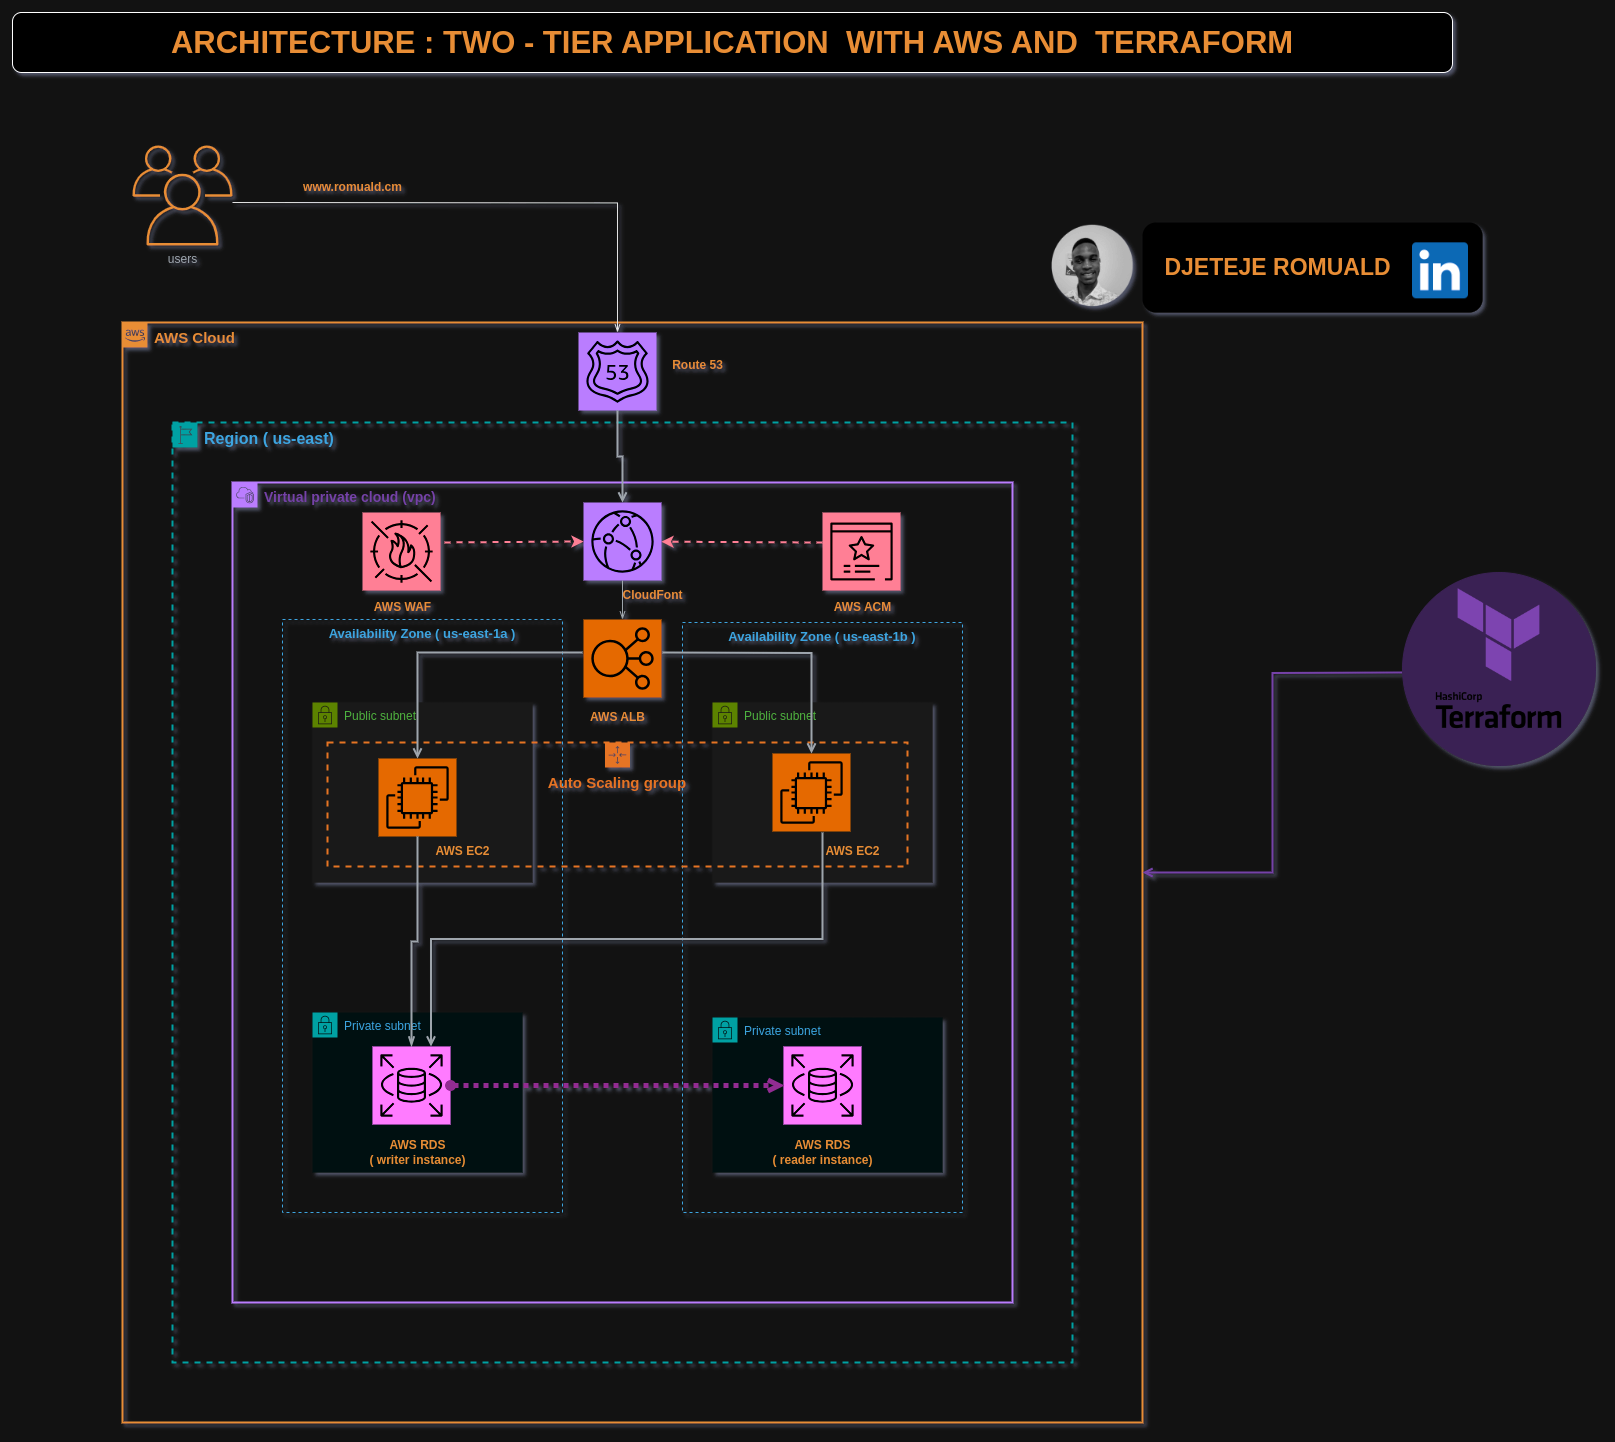 ARCHITECTURE : TWO - TIER APPLICATION  WITH AWS AND  TERRAFORM
www.romuald.cm
users
DJETEJE ROMUALD
in
aws
AWS Cloud
53
Route 53
Region ( us-east)
Virtual private cloud (vpc)
CloudFont
AWS WAF
AWS ACM
Availability Zone ( us-east-1a )
Availability Zone ( us-east-1b )
HashiCorp
Terraform
AWS ALB
Public subnet
Public subnet
Auto Scaling group
AWS EC2
AWS EC2
Private subnet
Private subnet
AWS RDS
( writer instance)
AWS RDS
( reader instance)